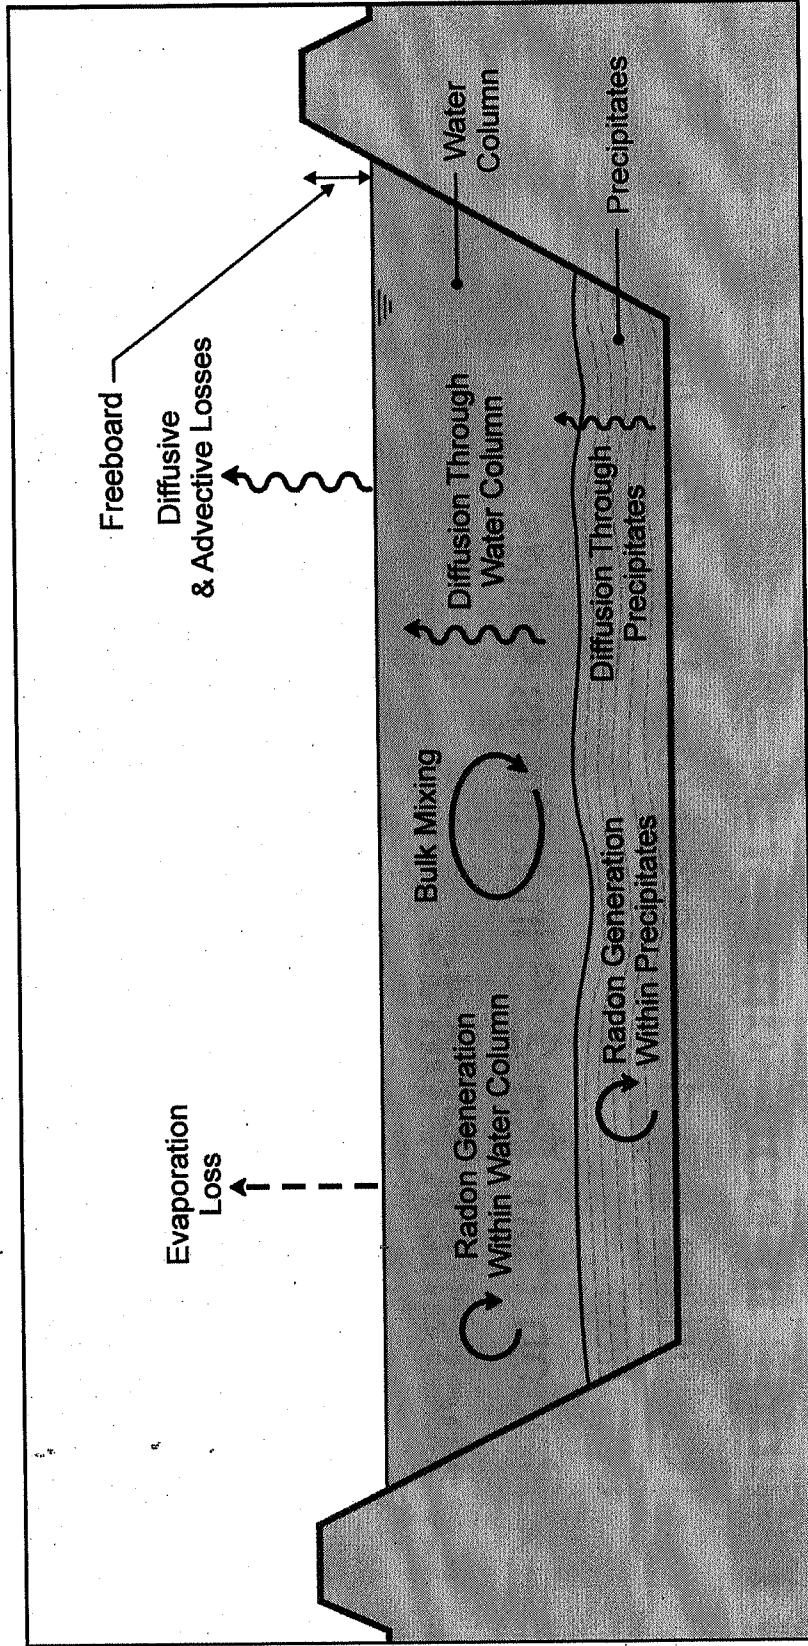 Evaporation
Loss
Freeboard
Diffusive
& Advective Losses
Radon Generation
Within Water Column
Bulk Mixing
Diffusion Through
Water Column
Water
Column
Radon Generation
Within Precipitates
Diffusion Through
Precipitates
Precipitates